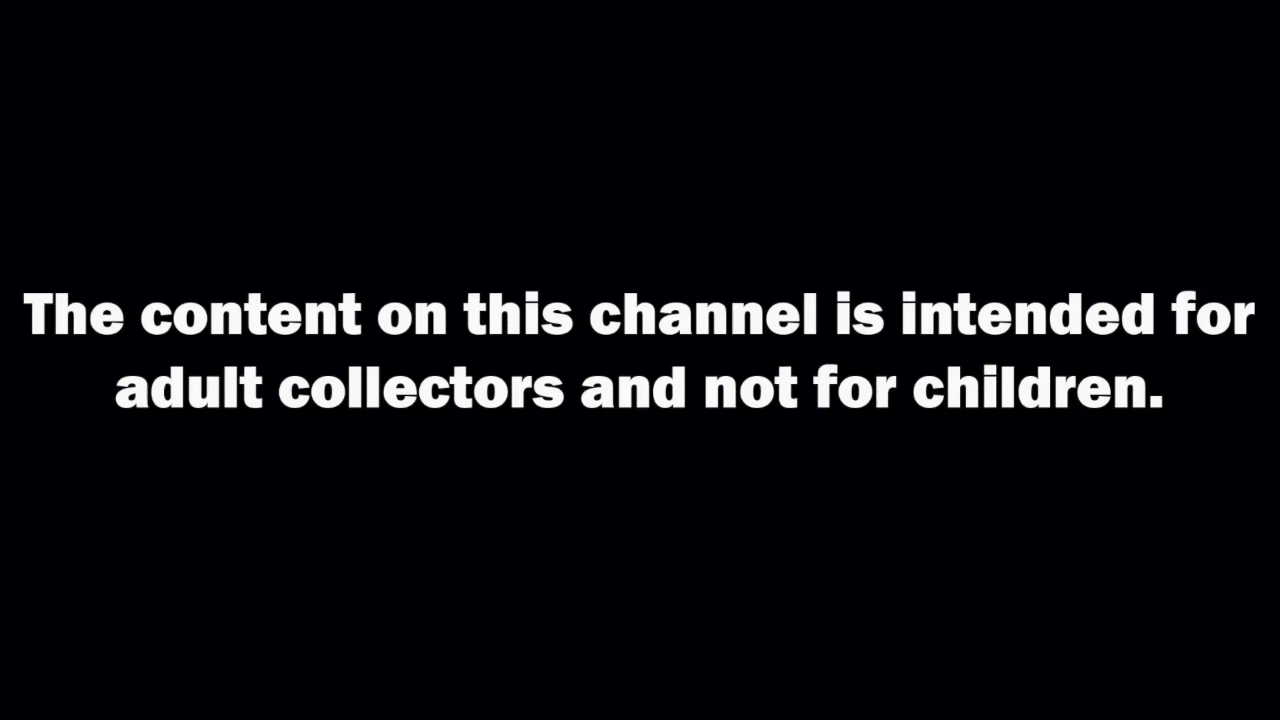 The content on this channel is intended for
adult collectors and not for children.